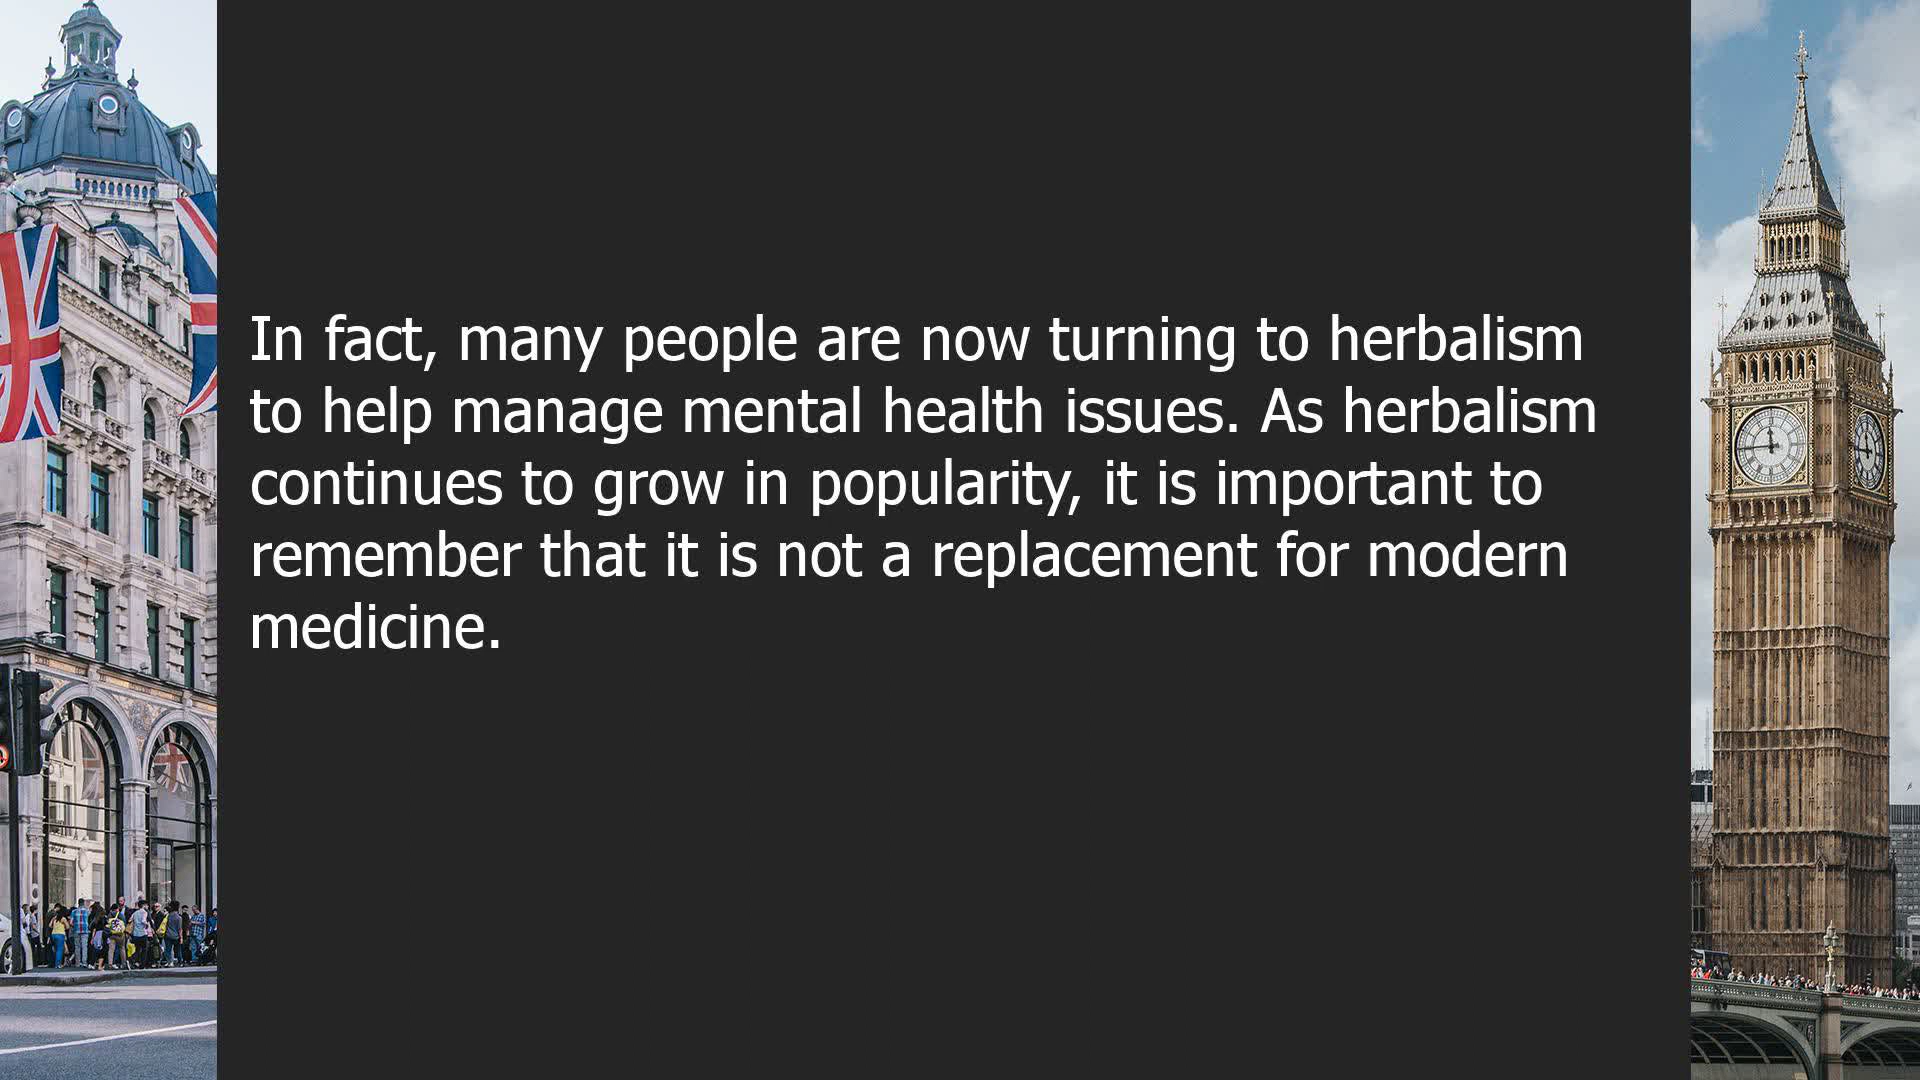 In fact, many people are now turning to herbalism
to help manage mental health issues. As herbalism
continues to grow in popularity, it is important to
remember that it is not a replacement for modern
medicine.